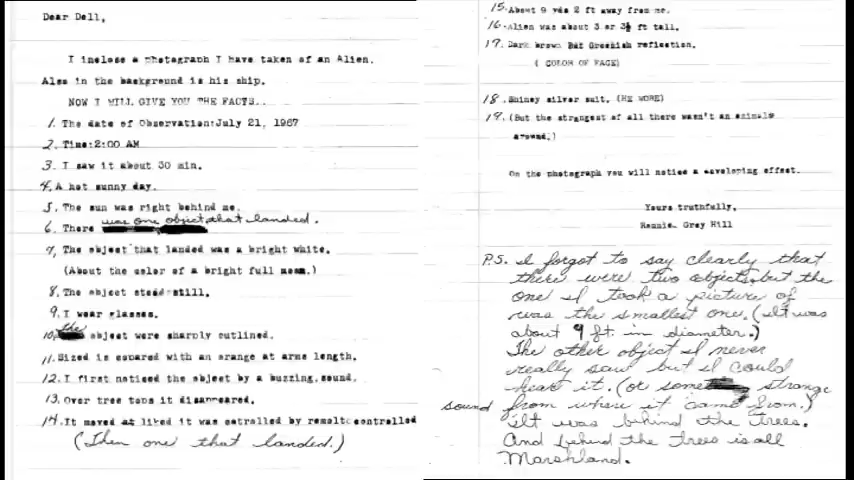 Dear Dell,
I inclose a photograph I have taken of an Alien.
Also in the background is his ship.
NOW I WILL GIVE YOU THE FACTS..
1. The date of Observation:July 21, 1967
2. Time:2:00 AM
3. I saw it about 30 min.
4. A hot sunny day.
5. The sun was right behind me.
6. There was one object that landed.
7. The object that landed was a bright white.
(About the color of a bright full moon.)
8. The object stood still.
9. I wear glasses.
10. the object were sharply outlined.
11. Sized is compared with an orange at arms length.
12. I first noticed the object by a buzzing sound.
13. Over tree tops it disappeared.
14. It moved at liked it was by controlled
(Then one that landed.)
15. About 9 yds 2 ft away from me.
16. Alien was about 3 or 3½ ft tall.
17. Dark brown But Greenish reflection.
( COLOR OF FACE)
18. Shiney silver suit. (HE WORE)
19. (But the strangest of all there wasn't an animals
around.)
On the photograph you will notice a developing effect.
Yours truthfully,
Ronnie Grey Hill
P.S. I forgot to say clearly that
there were two objects, but the
one I took a picture of
was the smallest one. (It was
about 9 ft. in diameter.)
The other object I never
really saw but I could
hear it. (or some strange
sound from where it came from.)
It was behind the trees.
And behind the trees is all
Marshland.